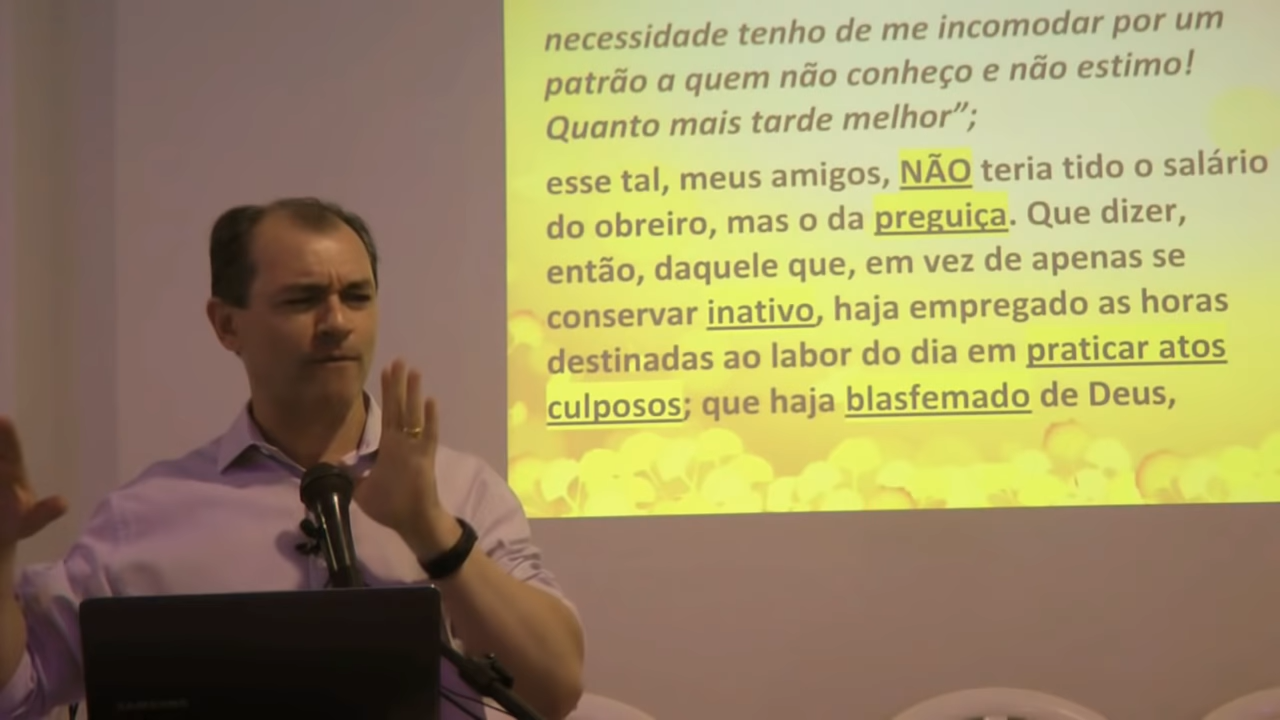 necessidade tenho de me incomodar por um
patrão a quem não conheço e não estimo!
Quanto mais tarde melhor”;
esse tal, meus amigos, NÃO teria tido o salário
do obreiro, mas o da preguiça. Que dizer,
então, daquele que, em vez de apenas se
conservar inativo, haja empregado as horas
destinadas ao labor do dia em praticar atos
culposos; que haja blasfemado de Deus,
SAMSUNG